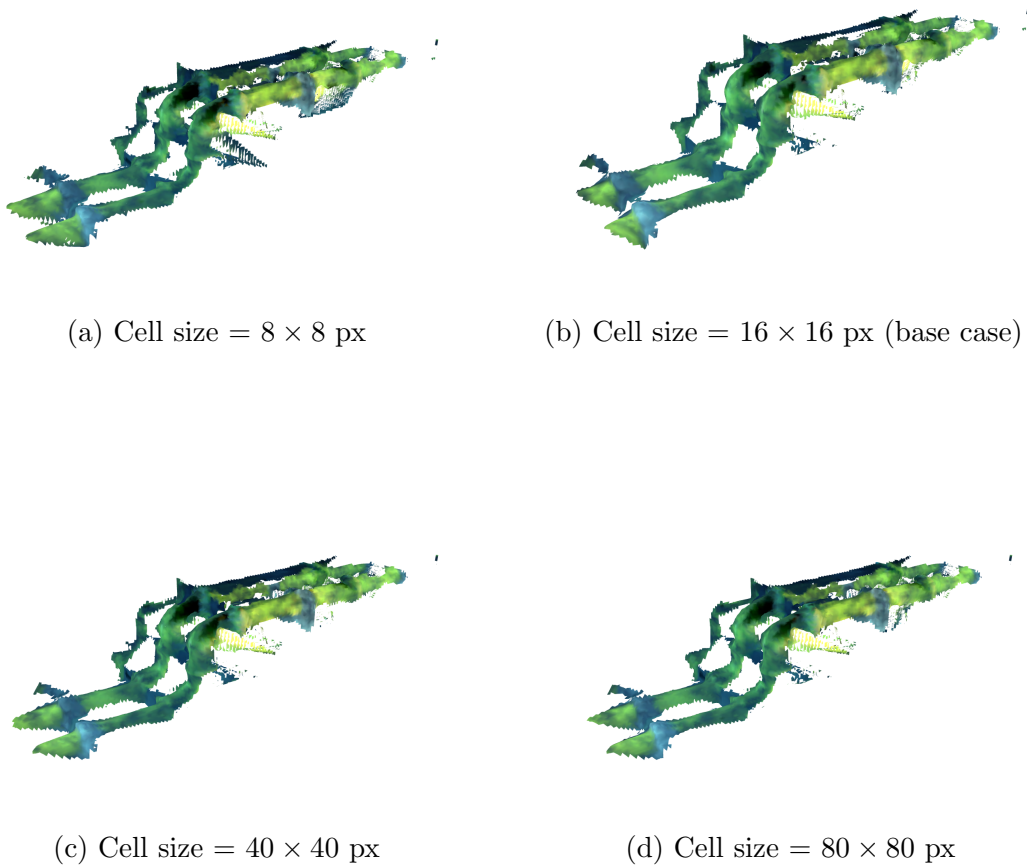 (a) Cell size = 8 × 8 px
(b) Cell size = 16 × 16 px (base case)
(c) Cell size = 40 × 40 px
(d) Cell size = 80 × 80 px